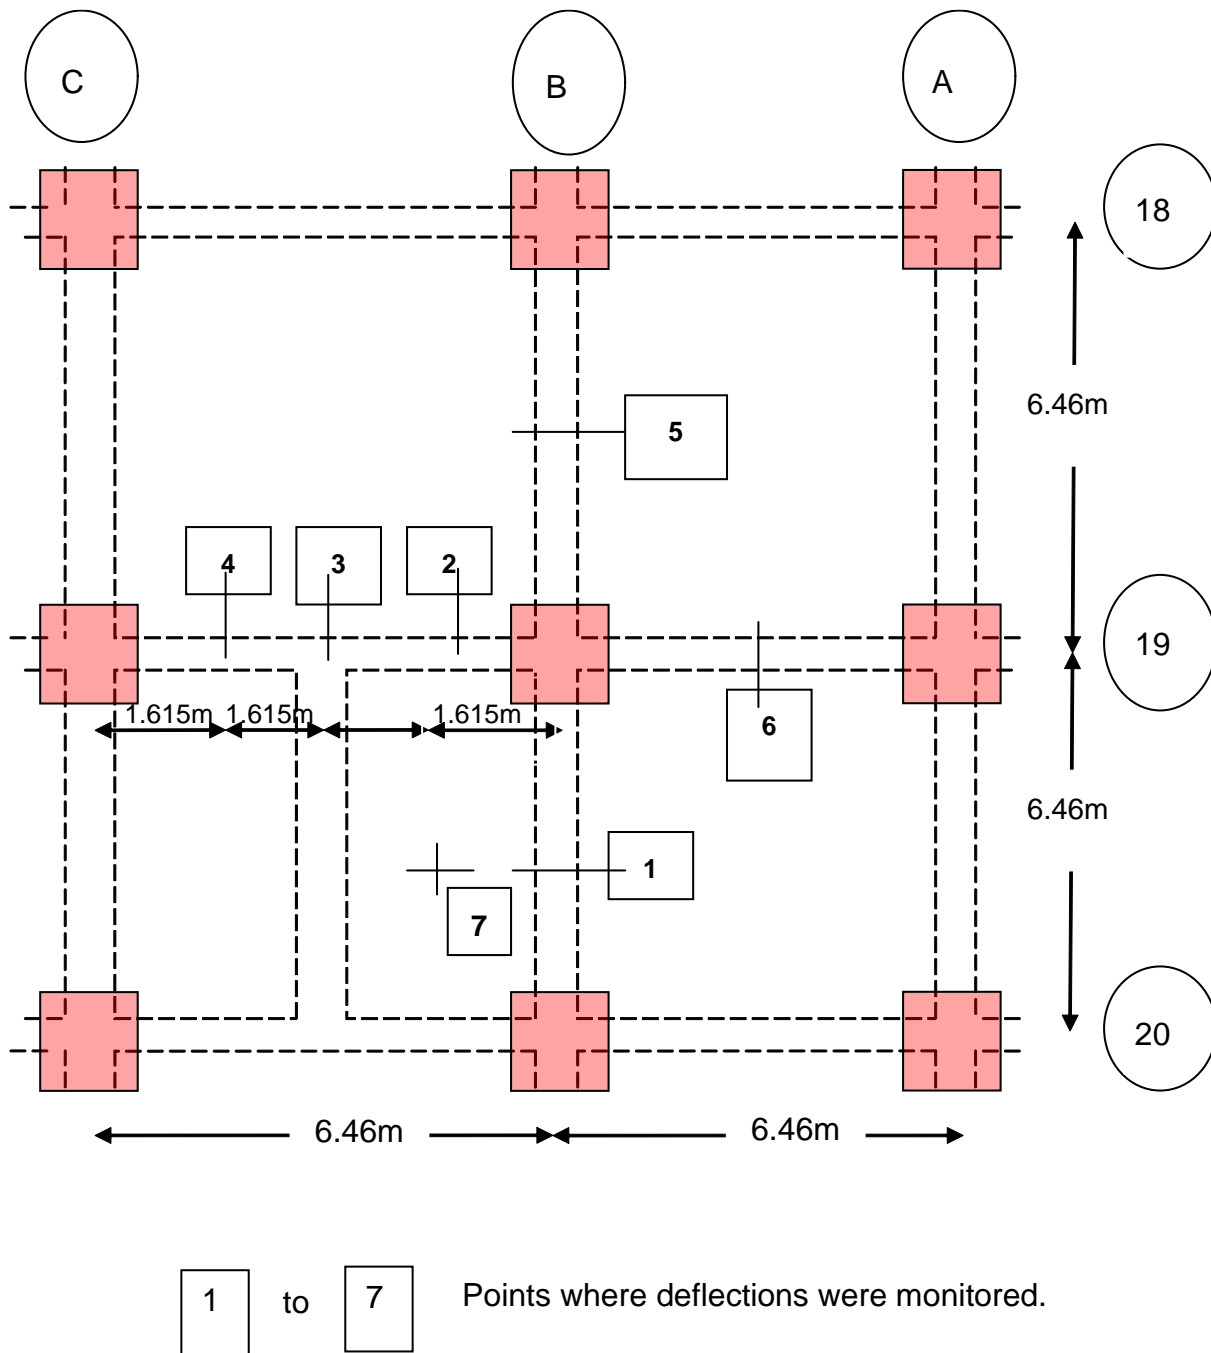 C B A
18
6.46m
5
4 3 2
19
1.615m 1.615m 1.615m
6
6.46m
1
7
20
6.46m 6.46m
1 to 7 Points where deflections were monitored.